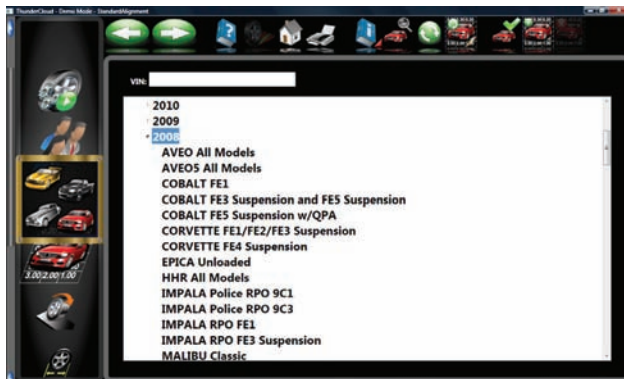 ThunderCloud - Demo Mode - StandardAlignment
VIN:
2010
2009
2008
AVEO All Models
AVEO5 All Models
COBALT FE1
COBALT FE3 Suspension and FE5 Suspension
COBALT FE5 Suspension w/QPA
CORVETTE FE1/FE2/FE3 Suspension
CORVETTE FE4 Suspension
EPICA Unloaded
HHR All Models
IMPALA Police RPO 9C1
IMPALA Police RPO 9C3
IMPALA RPO FE1
IMPALA RPO FE3 Suspension
MALIBU Classic
3.00 2.00 1.00